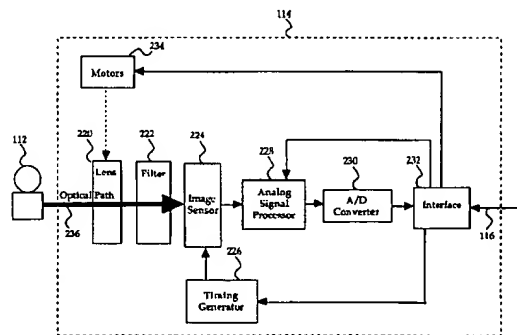 114
234
Motors
112
220
222
224
228
230
232
Lens
Filter
Image
Sensor
Analog
Signal
Processor
A/D
Converter
Interface
Optical Path
236
116
226
Timing
Generator